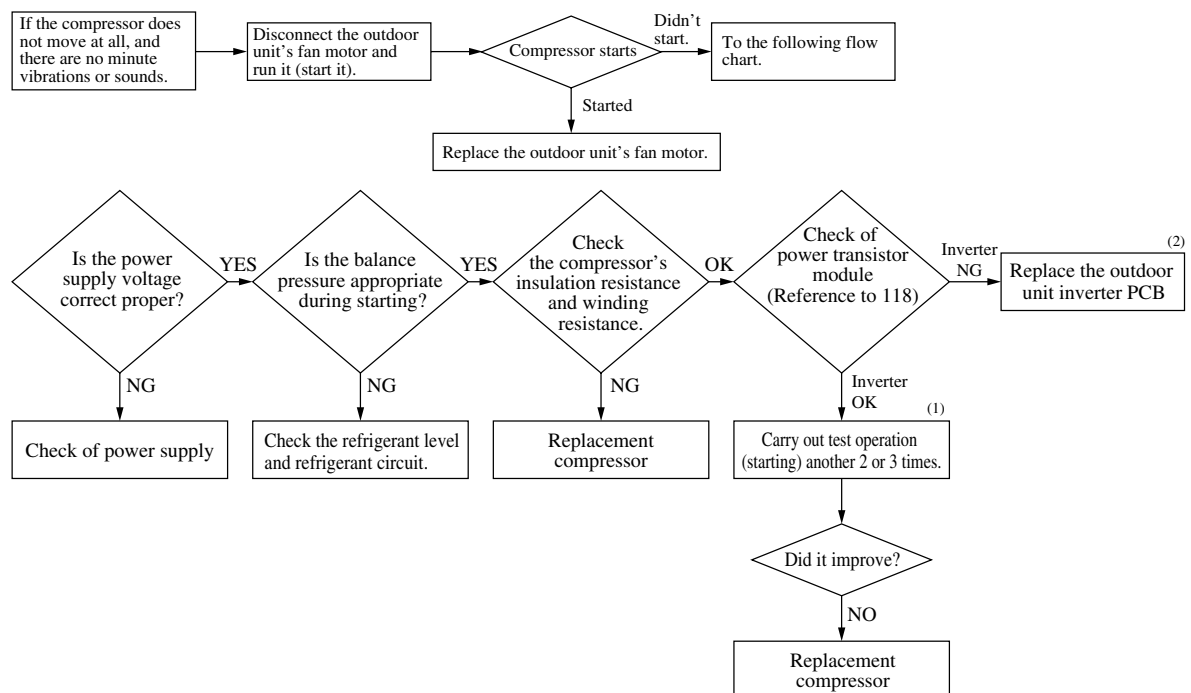 If the compressor does
not move at all, and
there are no minute
vibrations or sounds.
Disconnect the outdoor
unit's fan motor and
run it (start it).
Compressor starts
Didn't
start.
To the following flow
chart.
Started
Replace the outdoor unit's fan motor.
Is the power
supply voltage
correct proper?
YES
Is the balance
pressure appropriate
during starting?
YES
Check
the compressor's
insulation resistance
and winding
resistance.
OK
Check of
power transistor
module
(Reference to 118)
Inverter
NG
(2)
Replace the outdoor
unit inverter PCB
NG
Check of power supply
NG
Check the refrigerant level
and refrigerant circuit.
NG
Replacement
compressor
Inverter
OK
(1)
Carry out test operation
(starting) another 2 or 3 times.
Did it improve?
NO
Replacement
compressor